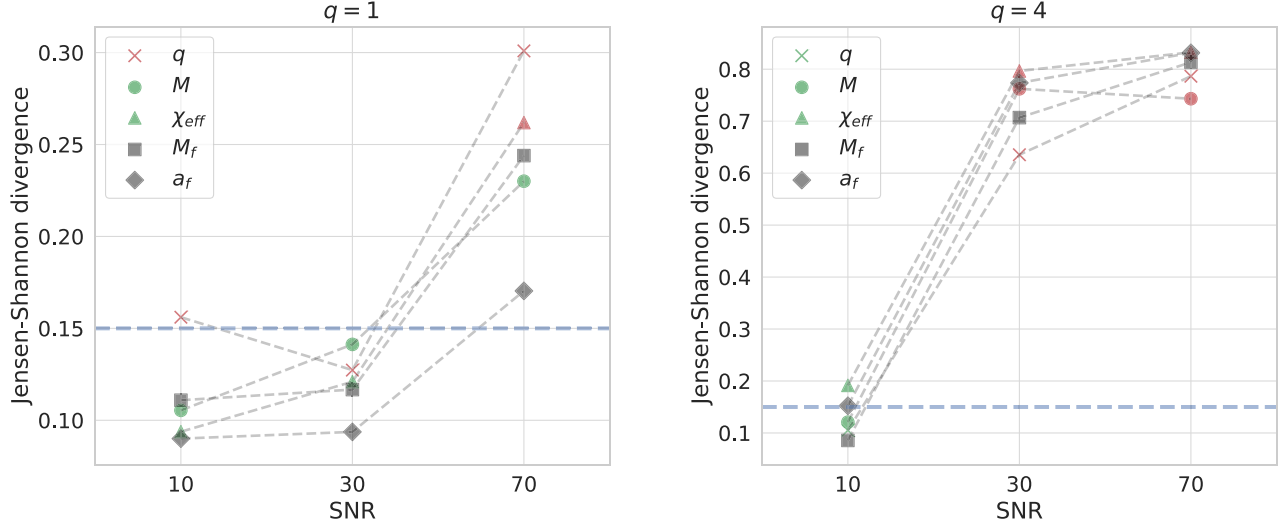 q = 1
Jensen-Shannon divergence
0.30
0.25
0.20
0.15
0.10
q
M
χeff
Mf
af
10
30
70
SNR
q = 4
Jensen-Shannon divergence
0.8
0.7
0.6
0.5
0.4
0.3
0.2
0.1
q
M
χeff
Mf
af
10
30
70
SNR